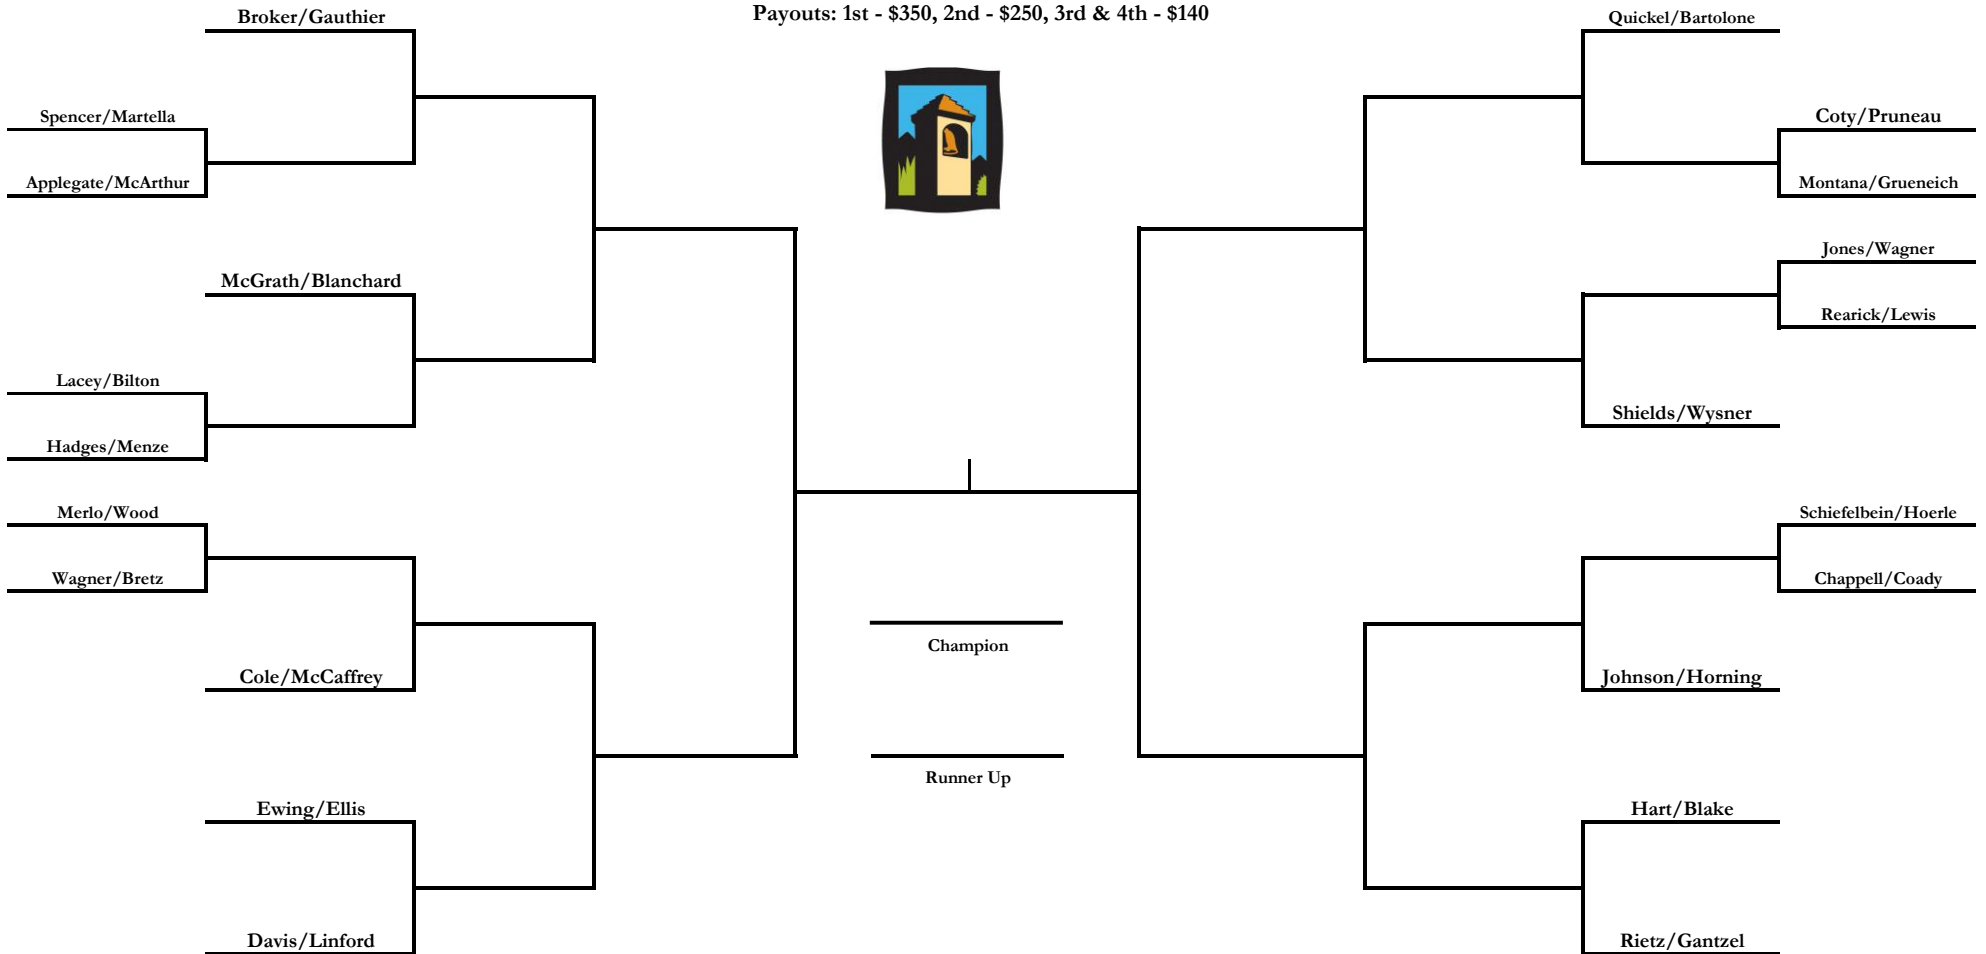 Payouts: 1st - $350, 2nd - $250, 3rd & 4th - $140
Broker/Gauthier
Spencer/Martella
Applegate/McArthur
McGrath/Blanchard
Lacey/Bilton
Hadges/Menze
Merlo/Wood
Wagner/Bretz
Cole/McCaffrey
Ewing/Ellis
Davis/Linford
Champion
Runner Up
Quickel/Bartolone
Coty/Pruneau
Montana/Grueneich
Jones/Wagner
Rearick/Lewis
Shields/Wysner
Schiefelbein/Hoerle
Chappell/Coady
Johnson/Horning
Hart/Blake
Rietz/Gantzel